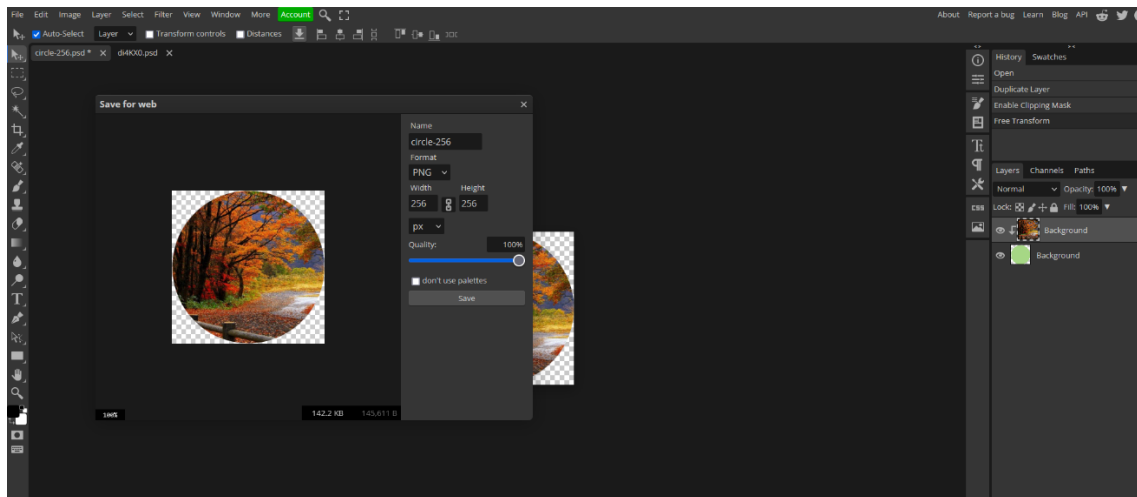 File Edit Image Layer Select Filter View Window More Account About Report a bug Learn Blog API
Auto-Select Layer Transform controls Distances
circle-256.psd * X di4KX0.psd X
History Swatches
Open
Duplicate Layer
Enable Clipping Mask
Free Transform
Save for web
Name
circle-256
Format
PNG
Width Height
256 256
px
Quality: 100%
don't use palettes
Save
100%
142.2 KB 145,611 B
Layers Channels Paths
Normal Opacity: 100%
CSS
Lock: Fill: 100%
Background
Background